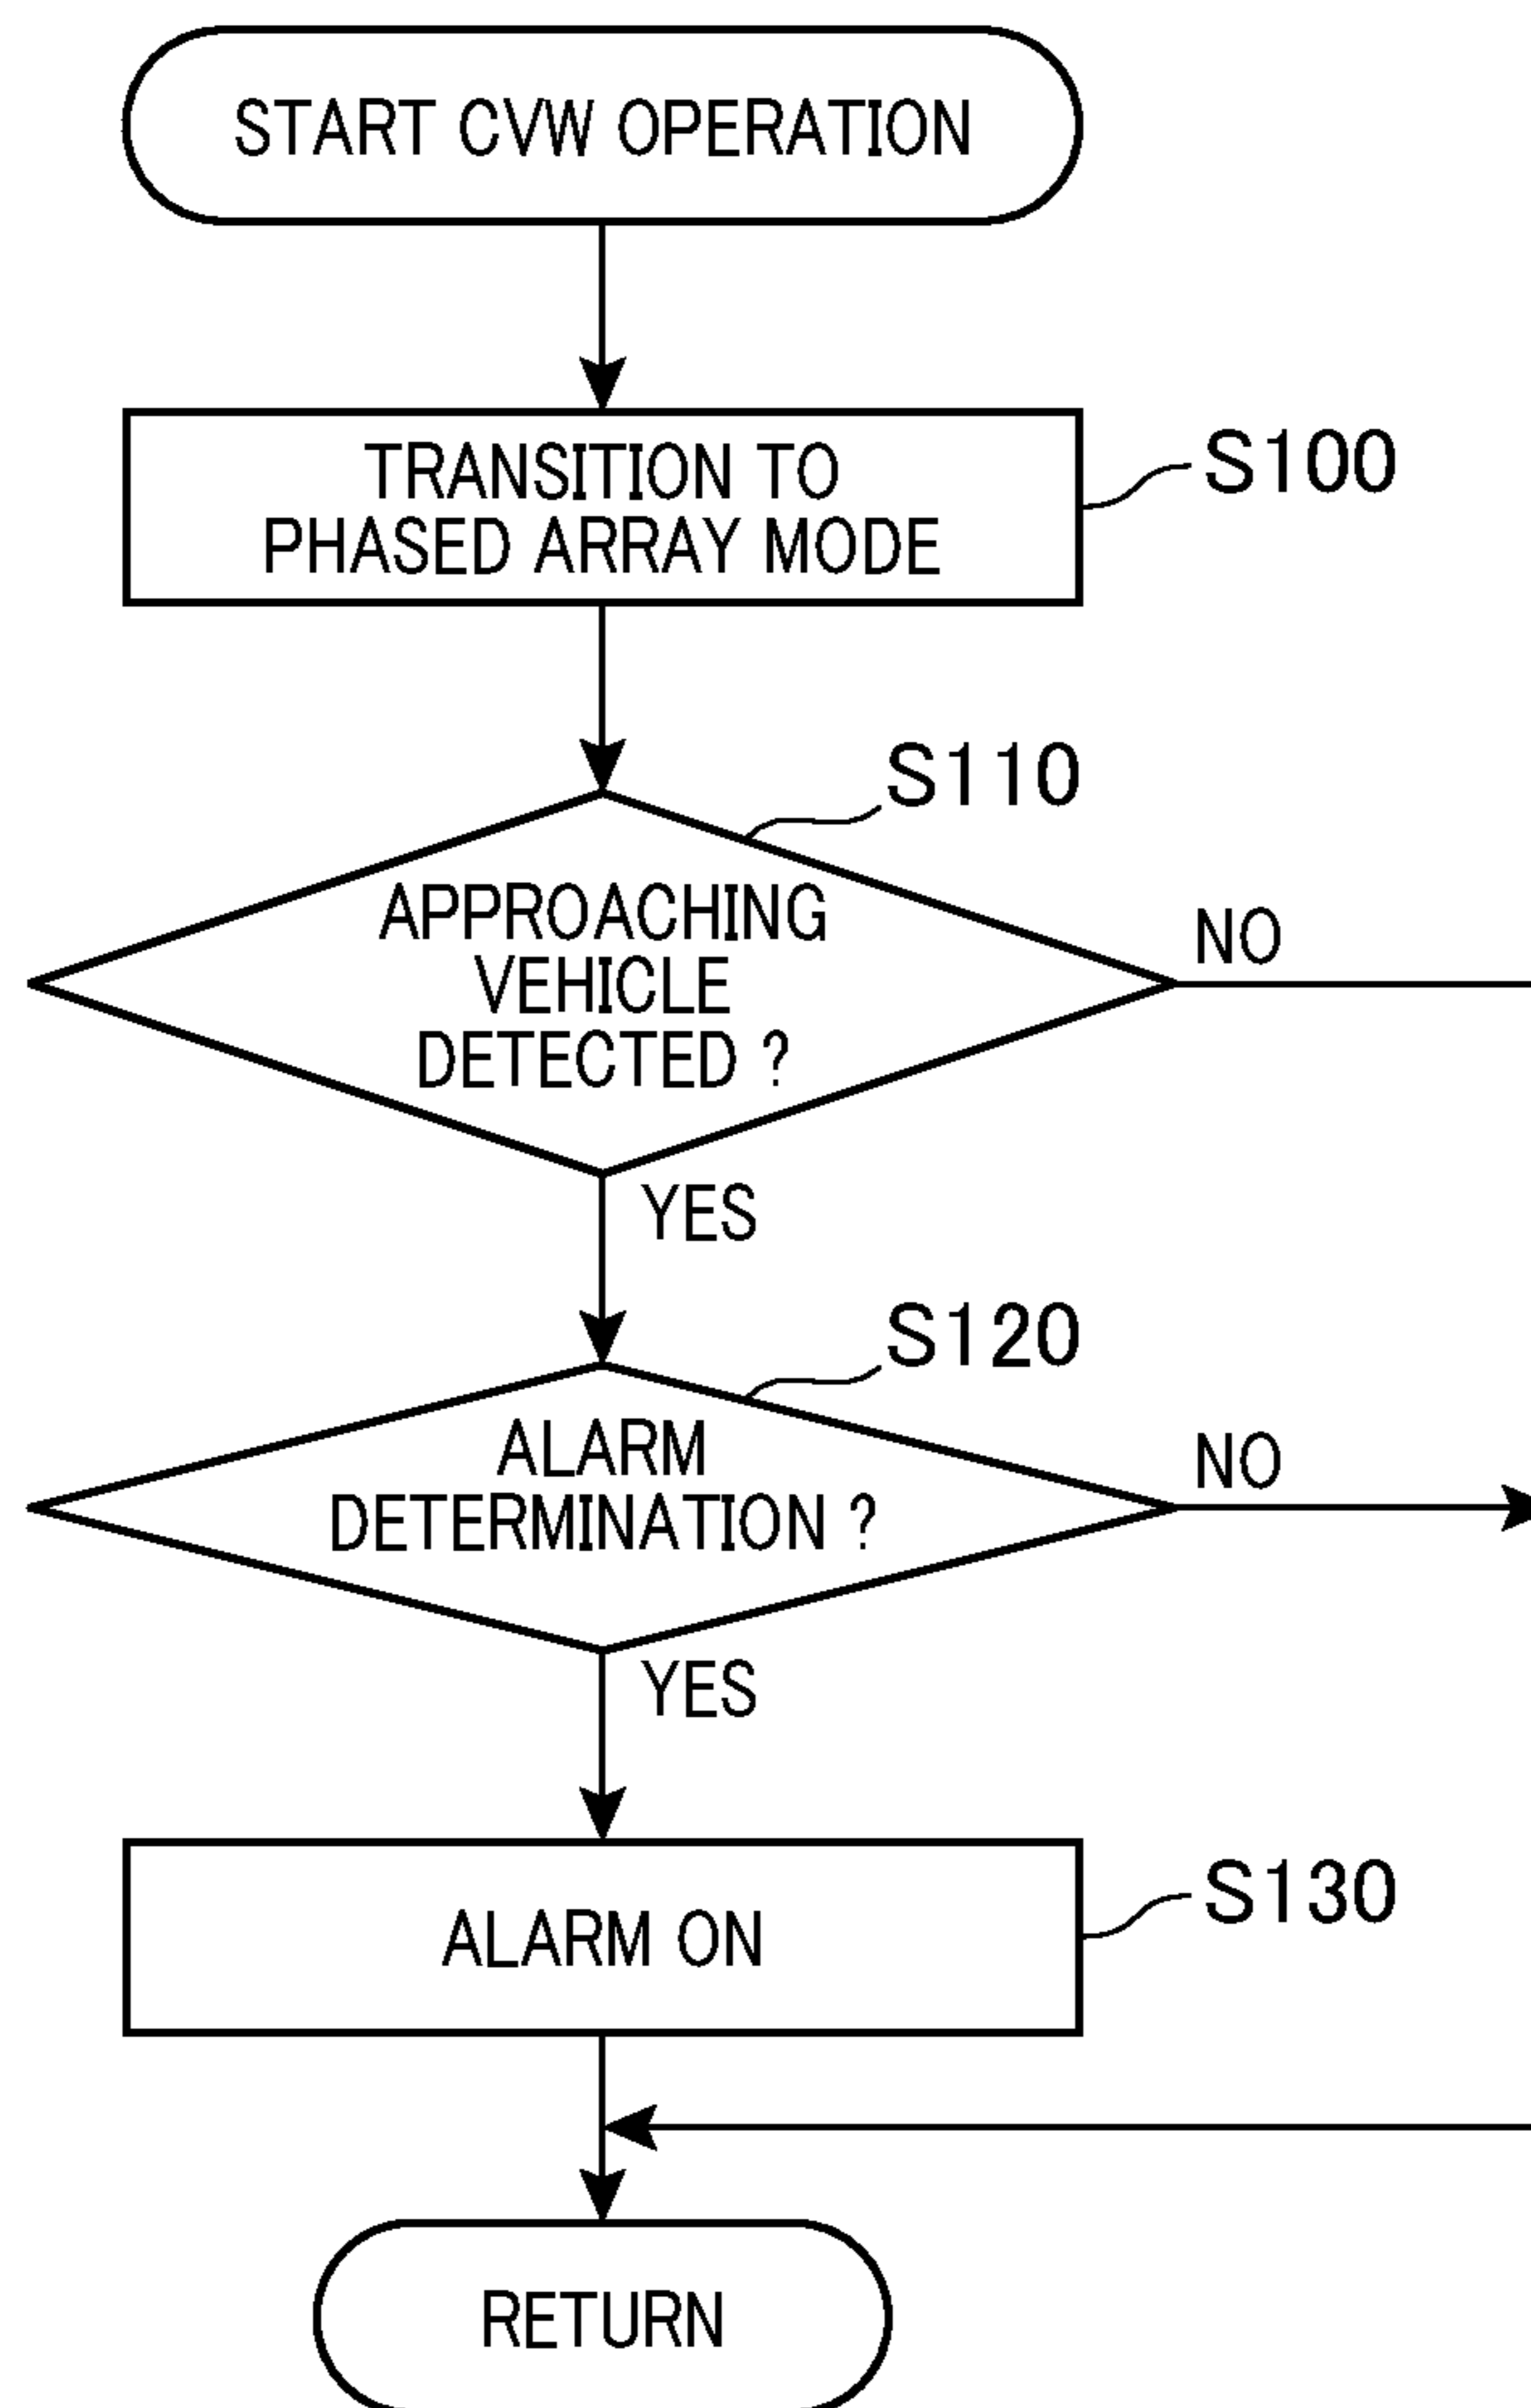 START CVW OPERATION
TRANSITION TO
PHASED ARRAY MODE
S100
S110
APPROACHING
VEHICLE
DETECTED ?
NO
YES
S120
ALARM
DETERMINATION ?
NO
YES
ALARM ON
S130
RETURN